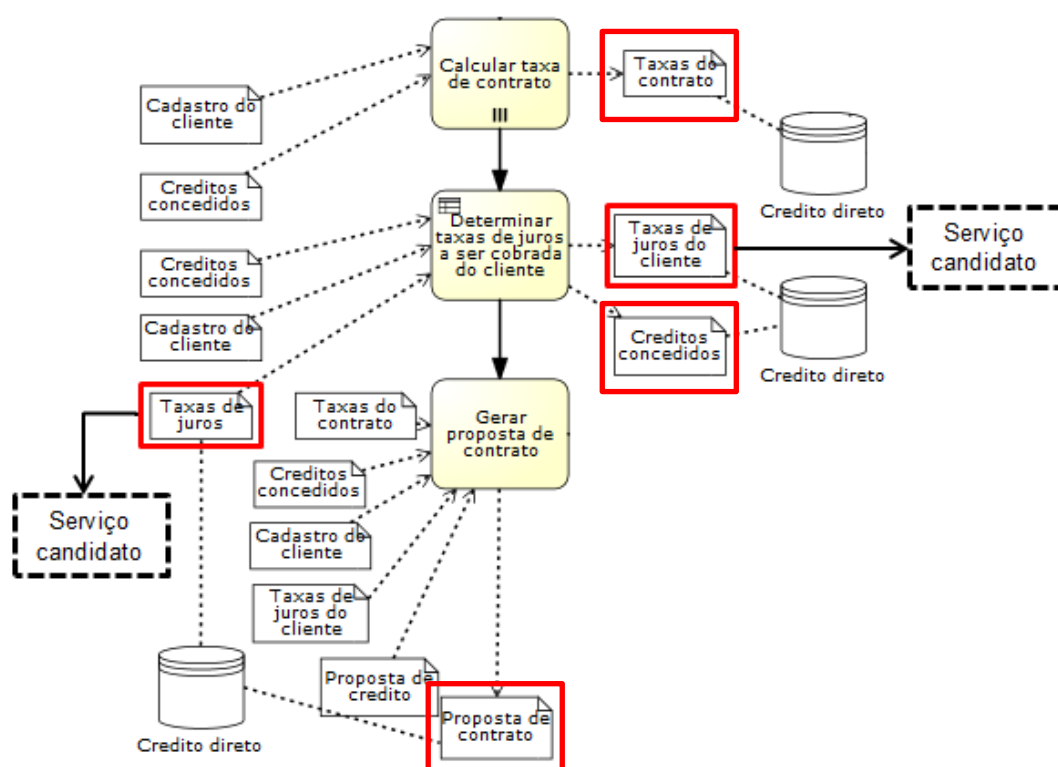 Calcular taxa
de contrato
Taxas do
contrato
Cadastro do
cliente
Creditos
concedidos
Credito direto
Determinar
taxas de juros
a ser cobrada
do cliente
Taxas de
juros do
cliente
Serviço
candidato
Creditos
concedidos
Cadastro do
cliente
Creditos
concedidos
Credito direto
Taxas de
juros
Taxas do
contrato
Gerar
proposta de
contrato
Creditos
concedidos
Serviço
candidato
Cadastro do
cliente
Taxas de
juros do
cliente
Proposta de
credito
Proposta de
contrato
Credito direto